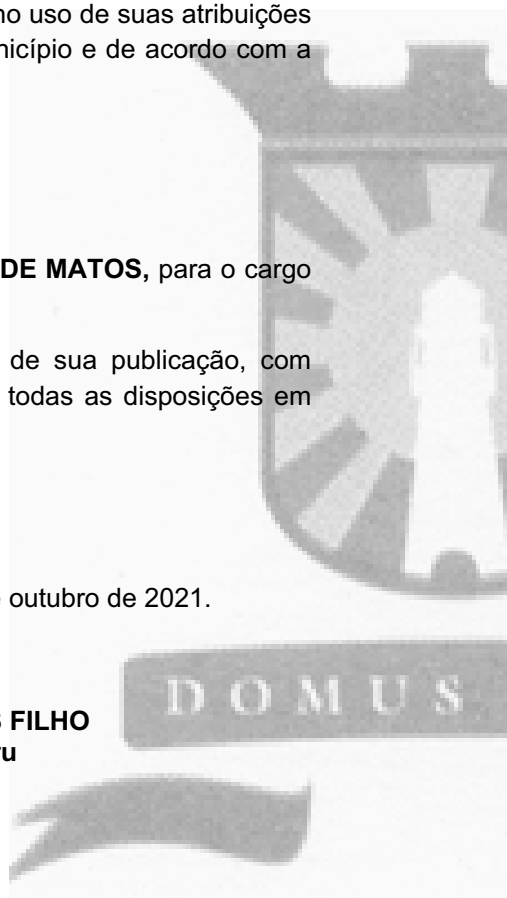 no uso de suas atribuições
nicípio e de acordo com a
DE MATOS, para o cargo
de sua publicação, com
todas as disposições em
outubro de 2021.
FILHO
DOMUS